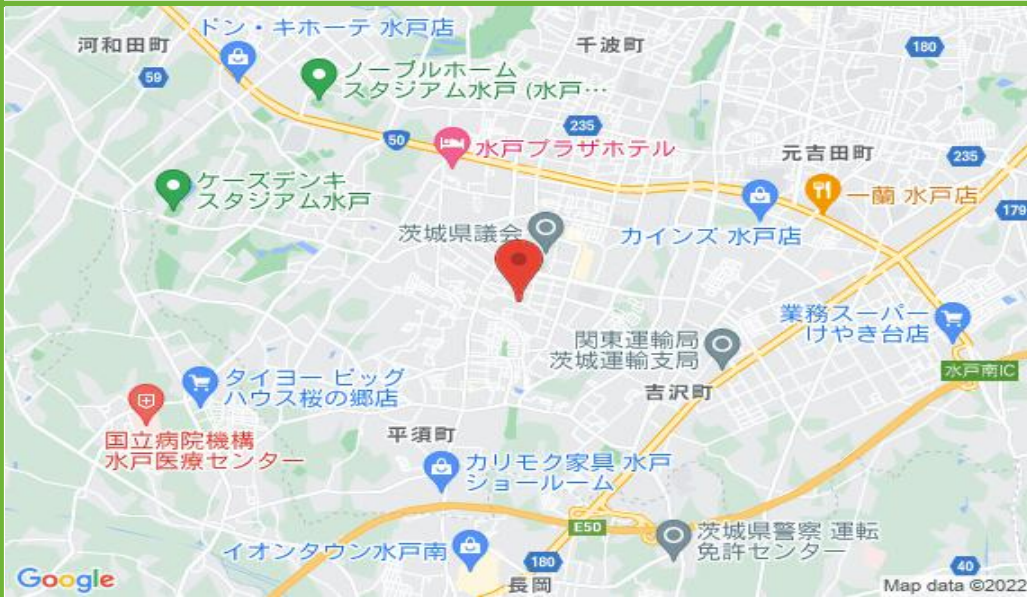 ドン・キホーテ 水戸店
河和田町
千波町
180
59
ノーブルホーム
スタジアム水戸 (水戸…
235
50
水戸プラザホテル
元吉田町
235
ケーズデンキ
スタジアム水戸
一蘭 水戸店
179
茨城県議会
カインズ 水戸店
業務スーパー
けやき台店
関東運輸局
茨城運輸支局
水戸南IC
タイヨー ビッグ
ハウス桜の郷店
吉沢町
国立病院機構
水戸医療センター
平須町
カリモク家具 水戸
ショールーム
E50
茨城県警察 運転
免許センター
イオンタウン水戸南
180
40
長岡
Google
Map data ©2022